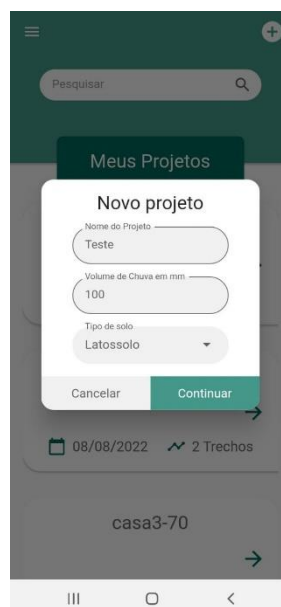 Pesquisar
Meus Projetos
Novo projeto
Nome do Projeto
Teste
Volume de Chuva em mm
100
Tipo de solo
Latossolo
Cancelar
Continuar
08/08/2022
2 Trechos
casa3-70